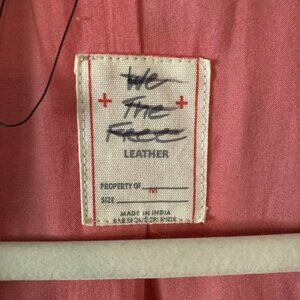 We
The
Free
LEATHER
PROPERTY OF M
SIZE
MADE IN INDIA